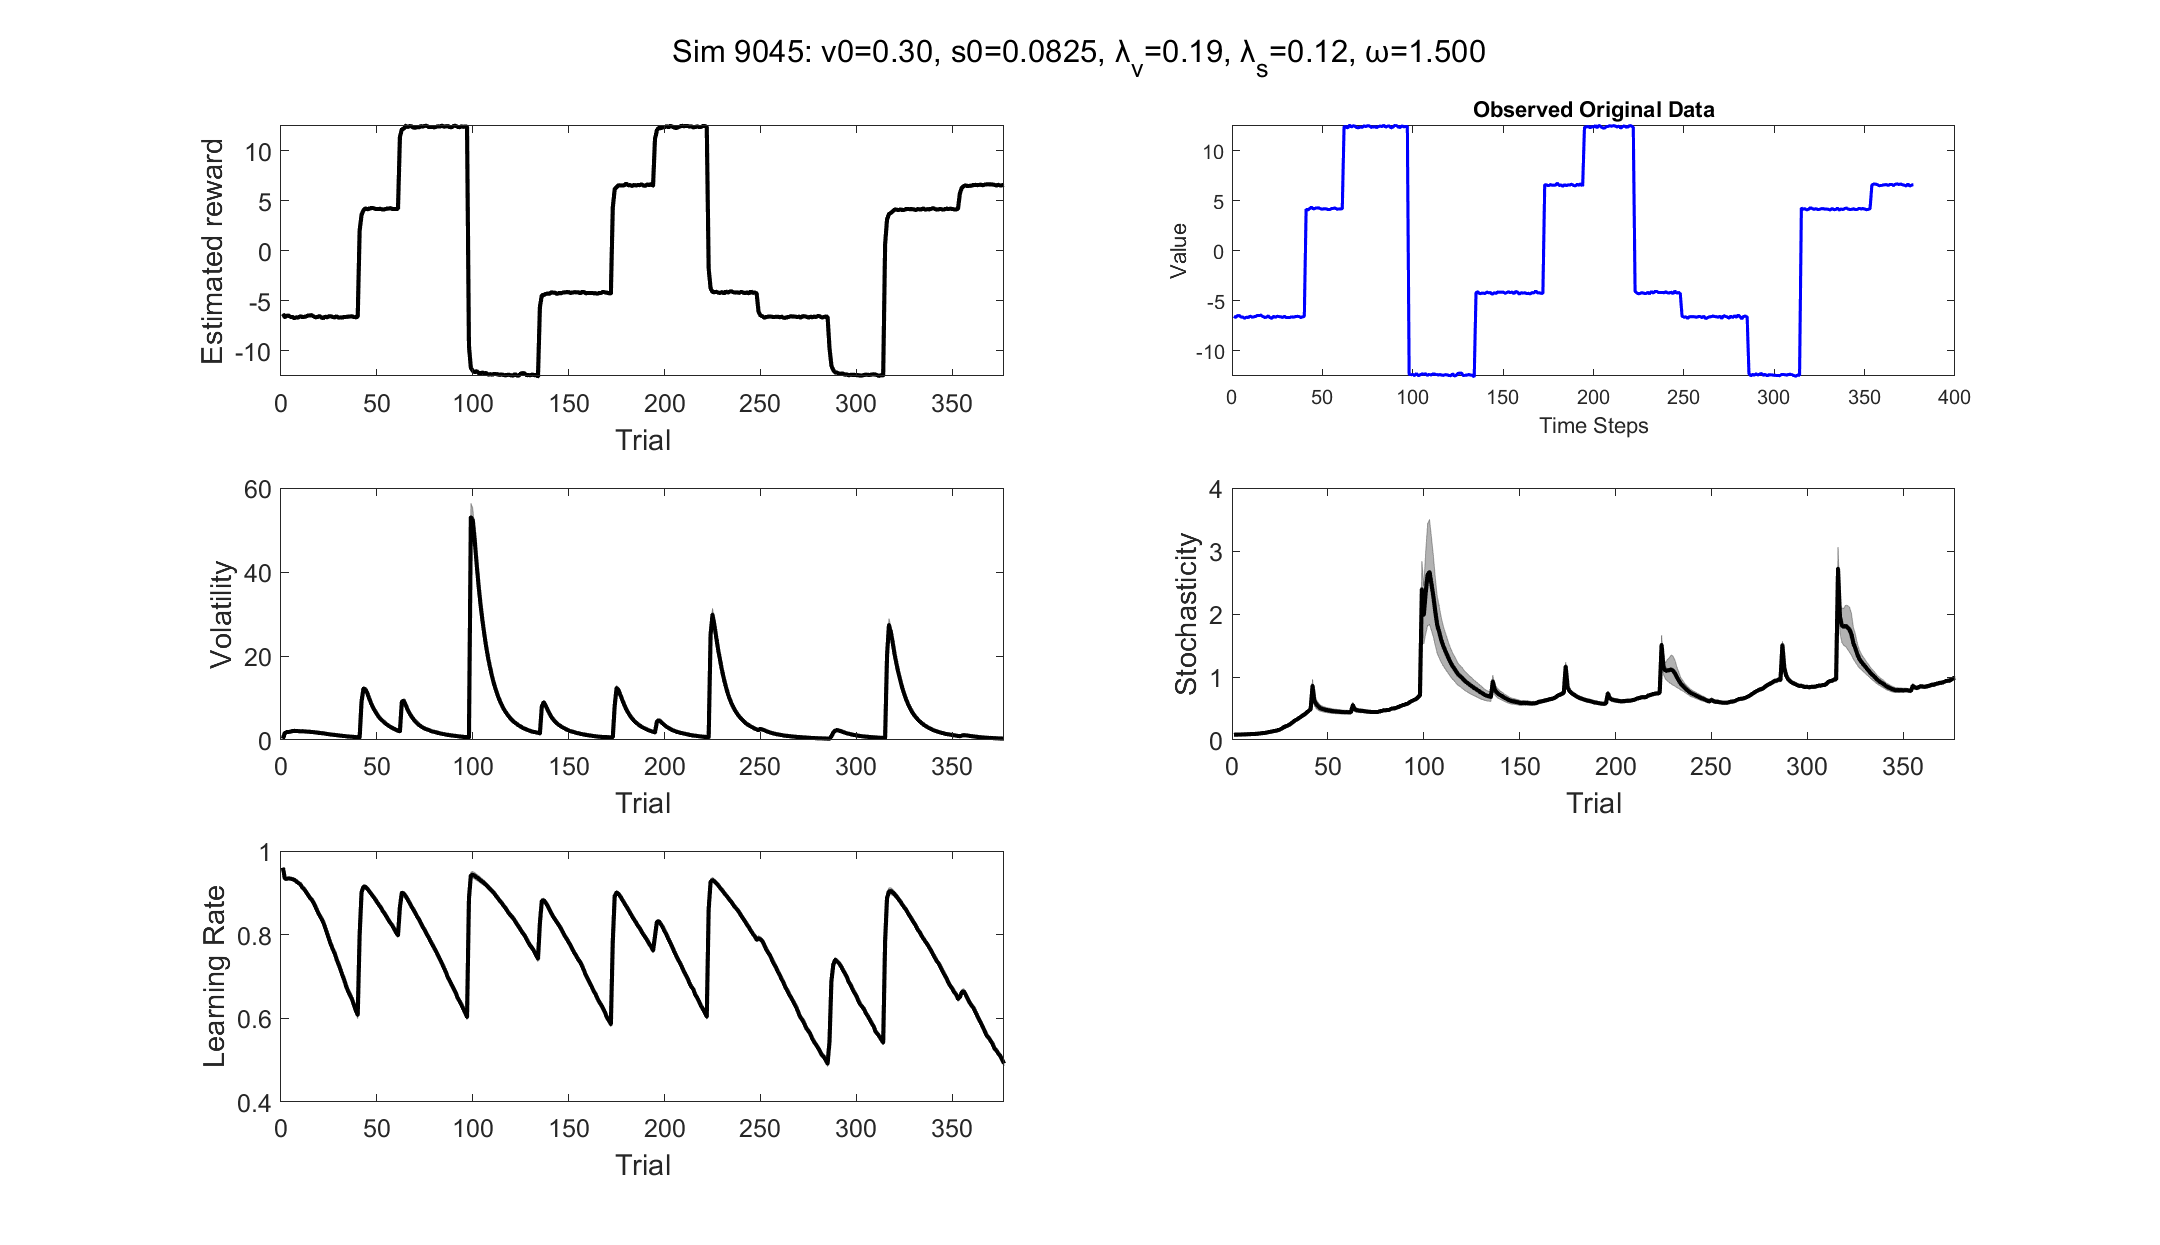 Sim 9045: v0=0.30, s0=0.0825, λ_v=0.19, λ_s=0.12, ω=1.500
Estimated reward
10
5
0
-5
-10
0 50 100 150 200 250 300 350
Trial
Observed Original Data
Value
10
5
0
-5
-10
0 50 100 150 200 250 300 350 400
Time Steps
Volatility
60
40
20
0
0 50 100 150 200 250 300 350
Trial
Stochasticity
4
3
2
1
0
0 50 100 150 200 250 300 350
Trial
Learning Rate
1
0.8
0.6
0.4
0 50 100 150 200 250 300 350
Trial